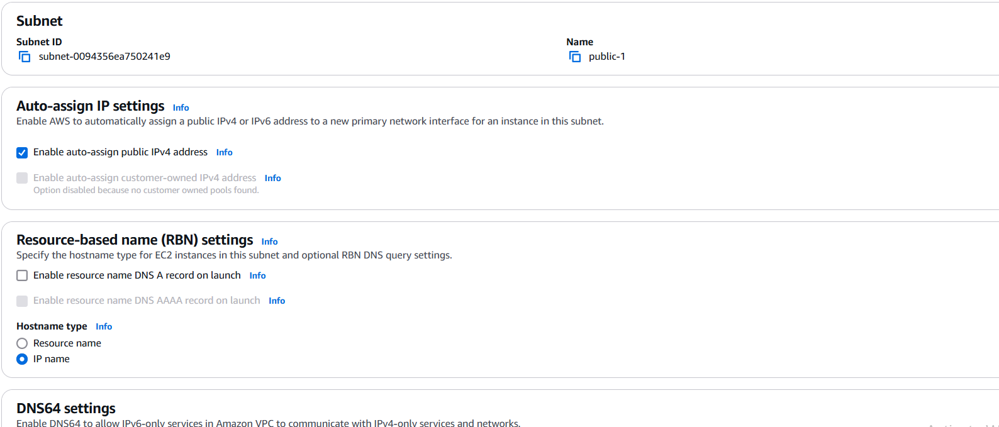 Subnet
Subnet ID
subnet-0094356ea750241e9
Name
public-1
Auto-assign IP settings Info
Enable AWS to automatically assign a public IPv4 or IPv6 address to a new primary network interface for an instance in this subnet.
Enable auto-assign public IPv4 address Info
Enable auto-assign customer-owned IPv4 address Info
Option disabled because no customer owned pools found.
Resource-based name (RBN) settings Info
Specify the hostname type for EC2 instances in this subnet and optional RBN DNS query settings.
Enable resource name DNS A record on launch Info
Enable resource name DNS AAAA record on launch Info
Hostname type Info
Resource name
IP name
DNS64 settings
Enable DNS64 to allow IPv6-only services in Amazon VPC to communicate with IPv4-only services and networks.